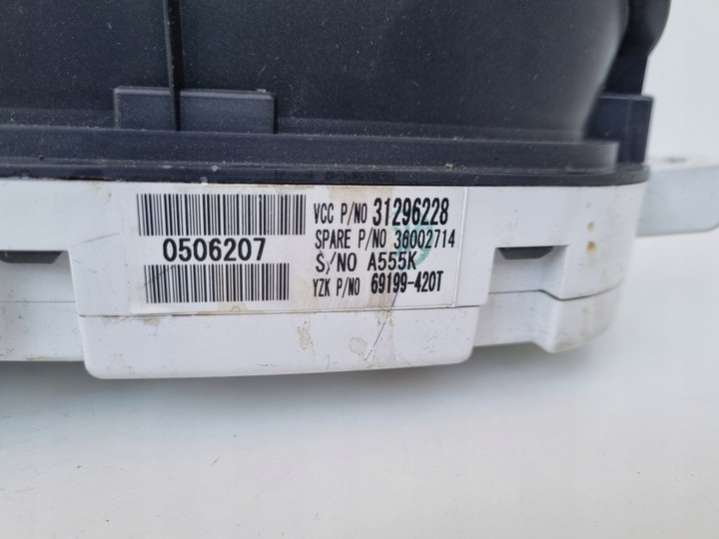 0506207
VCC P/NO 31296228
SPARE P/NO 36002714
S/NO A555K
YZK P/NO 69199-420T